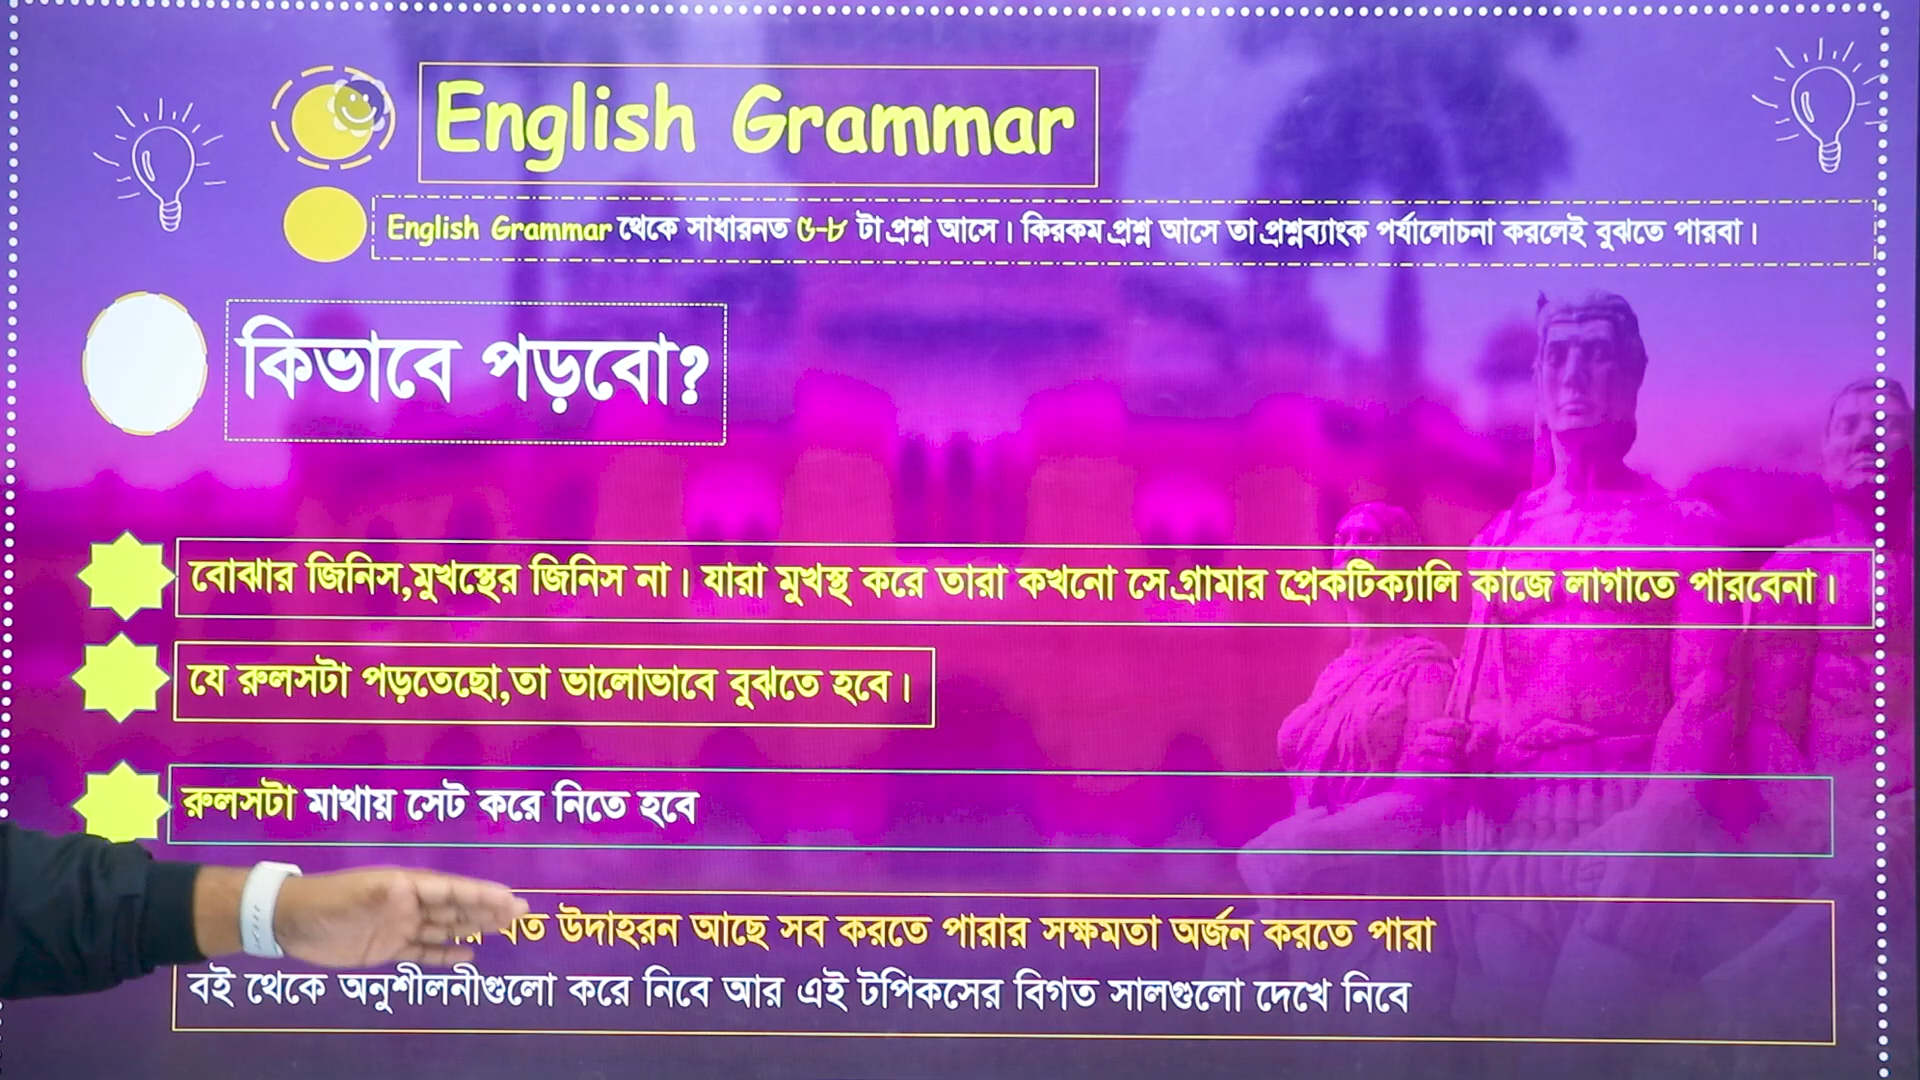 English Grammar
English Grammar থেকে সাধারনত ৫-৮ টা প্রশ্ন আসে। কিরকম প্রশ্ন আসে তা প্রশ্নব্যাংক পর্যালোচনা করলেই বুঝতে পারবা।
কিভাবে পড়বো?
বোঝার জিনিস,মুখস্থের জিনিস না। যারা মুখস্থ করে তারা কখনো সে গ্রামার প্রেকটিক্যালি কাজে লাগাতে পারবেনা।
যে রুলসটা পড়তেছো,তা ভালোভাবে বুঝতে হবে।
রুলসটা মাথায় সেট করে নিতে হবে
যত উদাহরন আছে সব করতে পারার সক্ষমতা অর্জন করতে পারা
বই থেকে অনুশীলনীগুলো করে নিবে আর এই টপিকসের বিগত সালগুলো দেখে নিবে